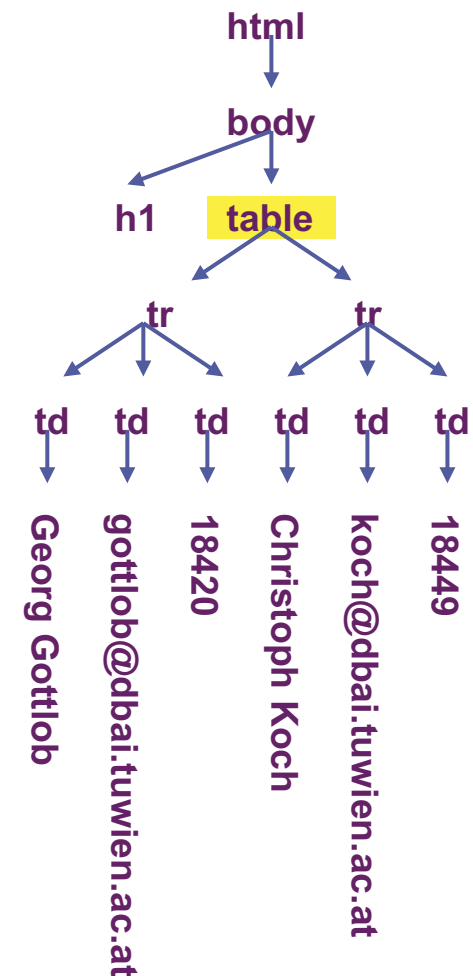 html
body
h1 table
tr tr
td td td td td td
Georg Gottlob
gottlob@dbai.tuwien.ac.at
18420
Christoph Koch
koch@dbai.tuwien.ac.at
18449